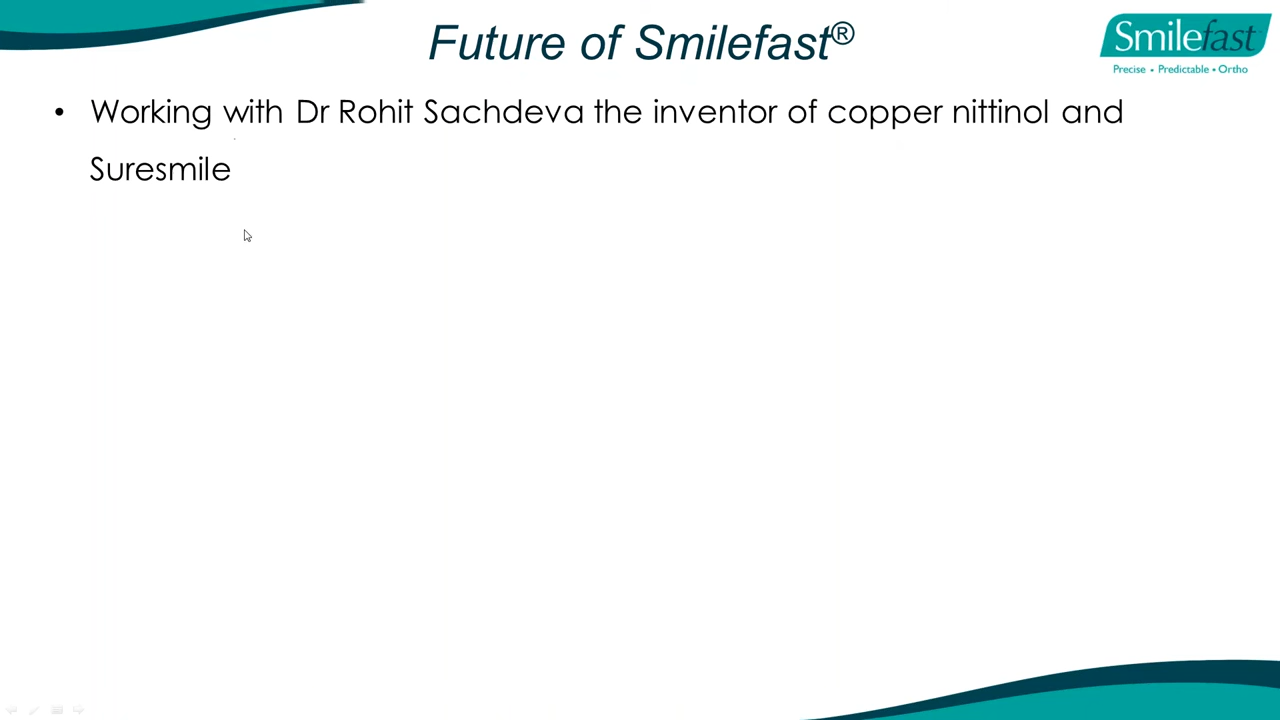 Future of Smilefast®
Smilefast
Precise • Predictable • Ortho
• Working with Dr Rohit Sachdeva the inventor of copper nittinol and
Suresmile